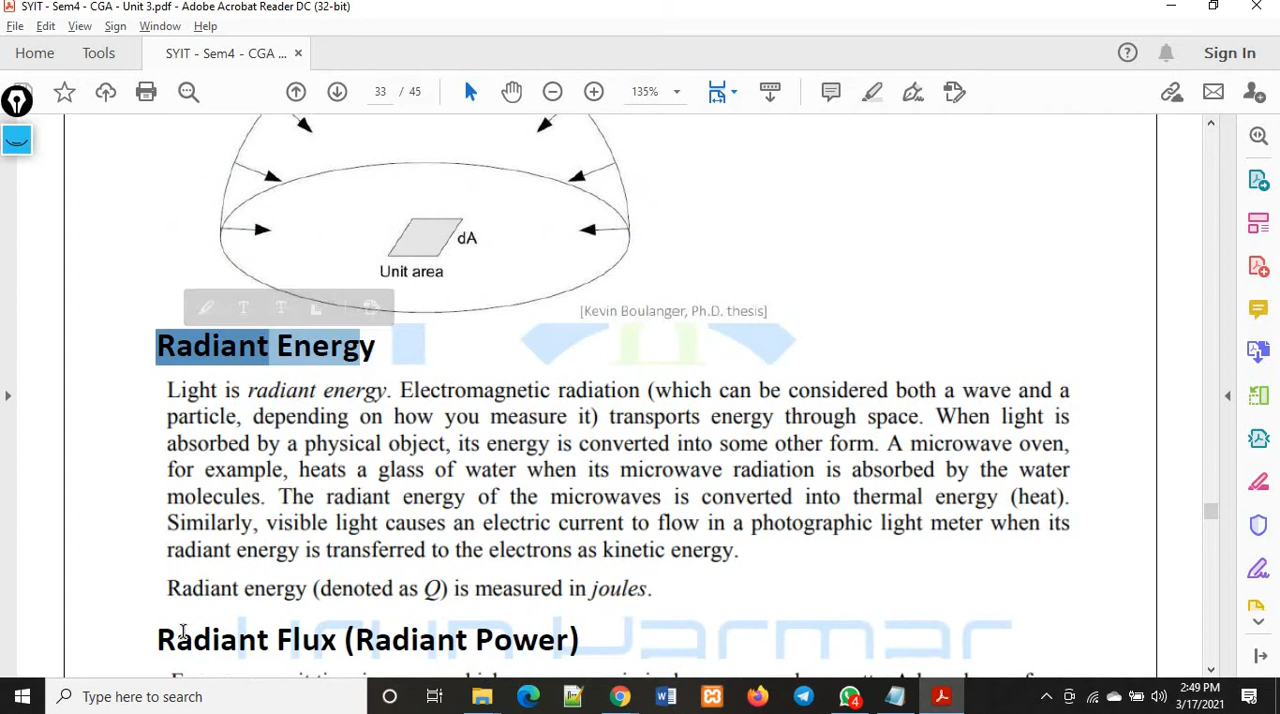 SYIT - Sem4 - CGA - Unit 3.pdf - Adobe Acrobat Reader DC (32-bit)
File Edit View Sign Window Help
Home Tools SYIT - Sem4 - CGA ... × Sign In
33 / 45 135%
dA
Unit area
[Kevin Boulanger, Ph.D. thesis]
Radiant Energy
Light is radiant energy. Electromagnetic radiation (which can be considered both a wave and a
particle, depending on how you measure it) transports energy through space. When light is
absorbed by a physical object, its energy is converted into some other form. A microwave oven,
for example, heats a glass of water when its microwave radiation is absorbed by the water
molecules. The radiant energy of the microwaves is converted into thermal energy (heat).
Similarly, visible light causes an electric current to flow in a photographic light meter when its
radiant energy is transferred to the electrons as kinetic energy.
Radiant energy (denoted as Q) is measured in joules.
Radiant Flux (Radiant Power)
Type here to search
4
2:49 PM
3/17/2021